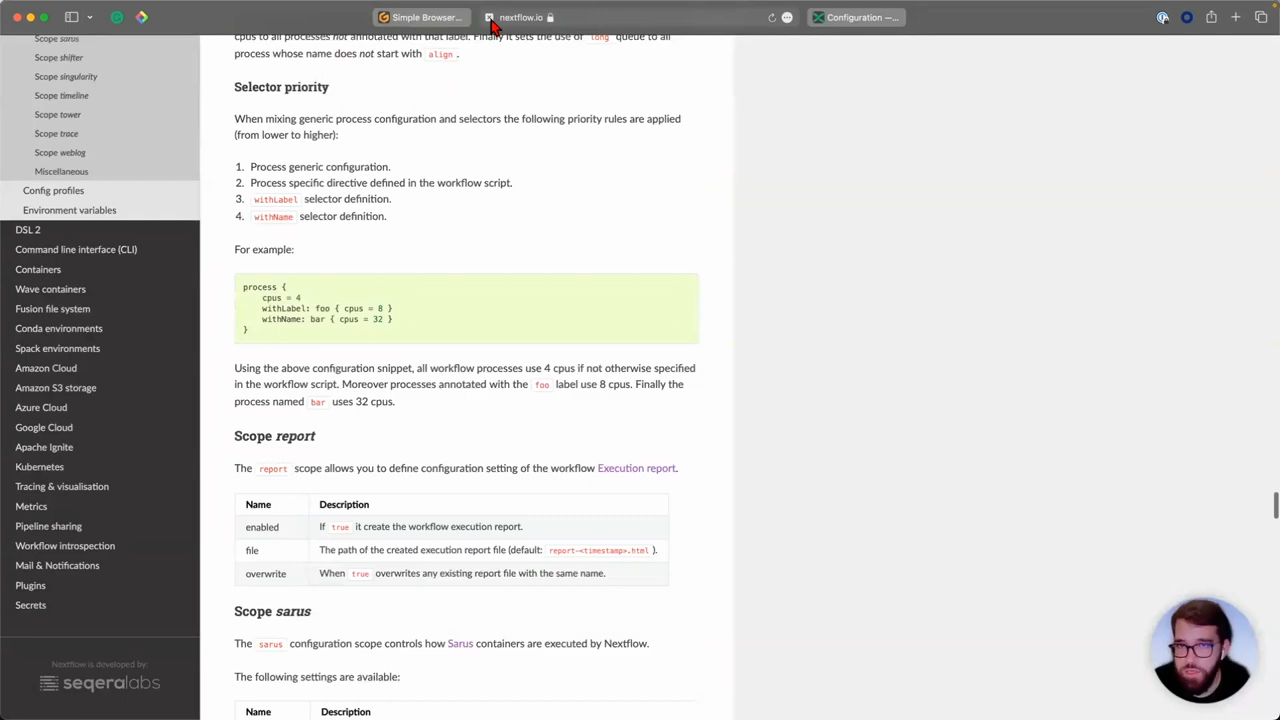 Simple Browser...
nextflow.io
Configuration —...
Scope sarus
Scope shifter
Scope singularity
Scope timeline
Scope tower
Scope trace
Scope weblog
Miscellaneous
Config profiles
Environment variables
DSL 2
Command line interface (CLI)
Containers
Wave containers
Fusion file system
Conda environments
Spack environments
Amazon Cloud
Amazon S3 storage
Azure Cloud
Google Cloud
Apache Ignite
Kubernetes
Tracing & visualisation
Metrics
Pipeline sharing
Workflow introspection
Mail & Notifications
Plugins
Secrets
Nextflow is developed by:
seqeralabs
cpus to all processes not annotated with that label. Finally it sets the use of long queue to all
process whose name does not start with align .
Selector priority
When mixing generic process configuration and selectors the following priority rules are applied
(from lower to higher):
1. Process generic configuration.
2. Process specific directive defined in the workflow script.
3. withLabel selector definition.
4. withName selector definition.
For example:
process {
cpus = 4
withLabel: foo { cpus = 8 }
withName: bar { cpus = 32 }
}
Using the above configuration snippet, all workflow processes use 4 cpus if not otherwise specified
in the workflow script. Moreover processes annotated with the foo label use 8 cpus. Finally the
process named bar uses 32 cpus.
Scope report
The report scope allows you to define configuration setting of the workflow Execution report.
Name Description
enabled If true it create the workflow execution report.
file The path of the created execution report file (default: report-<timestamp>.html ).
overwrite When true overwrites any existing report file with the same name.
Scope sarus
The sarus configuration scope controls how Sarus containers are executed by Nextflow.
The following settings are available:
Name Description